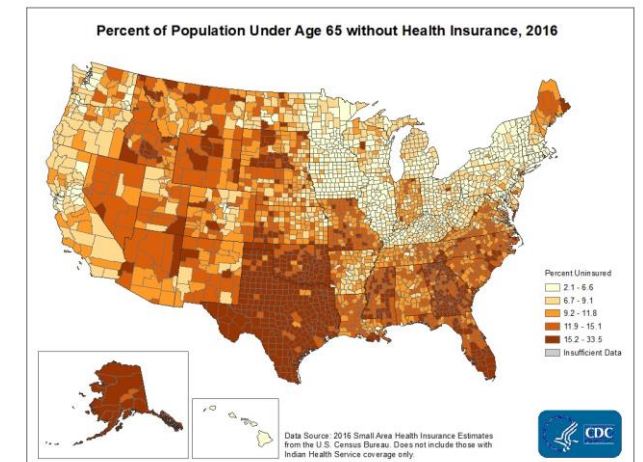 Percent of Population Under Age 65 without Health Insurance, 2016
Percent Uninsured
2.1 - 6.6
6.7 - 9.1
9.2 - 11.8
11.9 - 15.1
15.2 - 33.5
Insufficient Data
Data Source: 2016 Small Area Health Insurance Estimates
from the U.S. Census Bureau. Does not include those with
Indian Health Service coverage only.
CDC